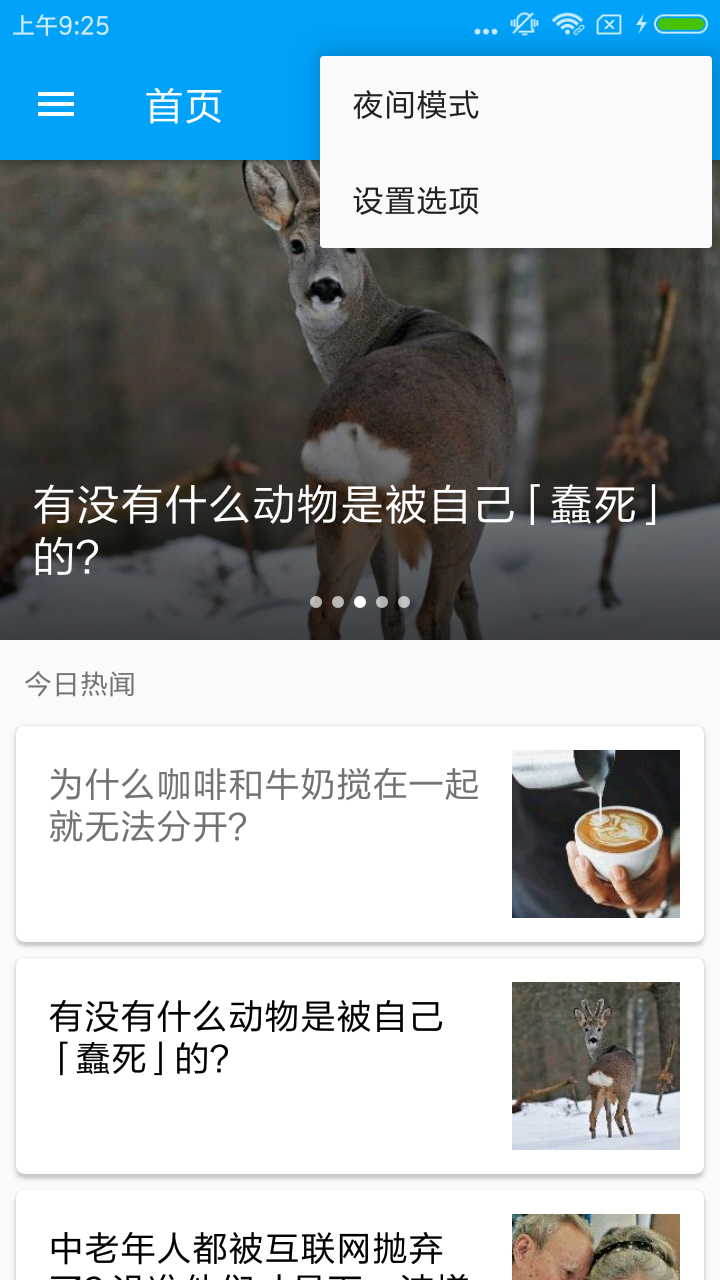 上午9:25
首页
夜间模式
设置选项
有没有什么动物是被自己「蠢死」
的?
今日热闻
为什么咖啡和牛奶搅在一起
就无法分开?
有没有什么动物是被自己
「蠢死」的?
中老年人都被互联网抛弃